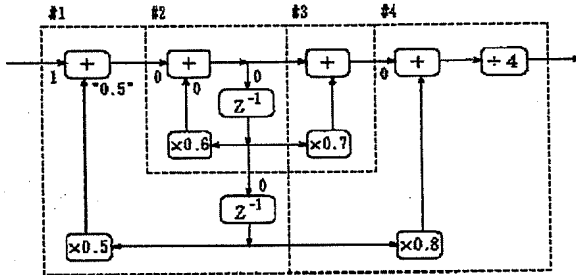 #1 #2 #3 #4
+ + + + ÷4
1 "0.5" 0 0 0 0
Z⁻¹
×0.6 ×0.7
0
Z⁻¹
×0.5 ×0.8